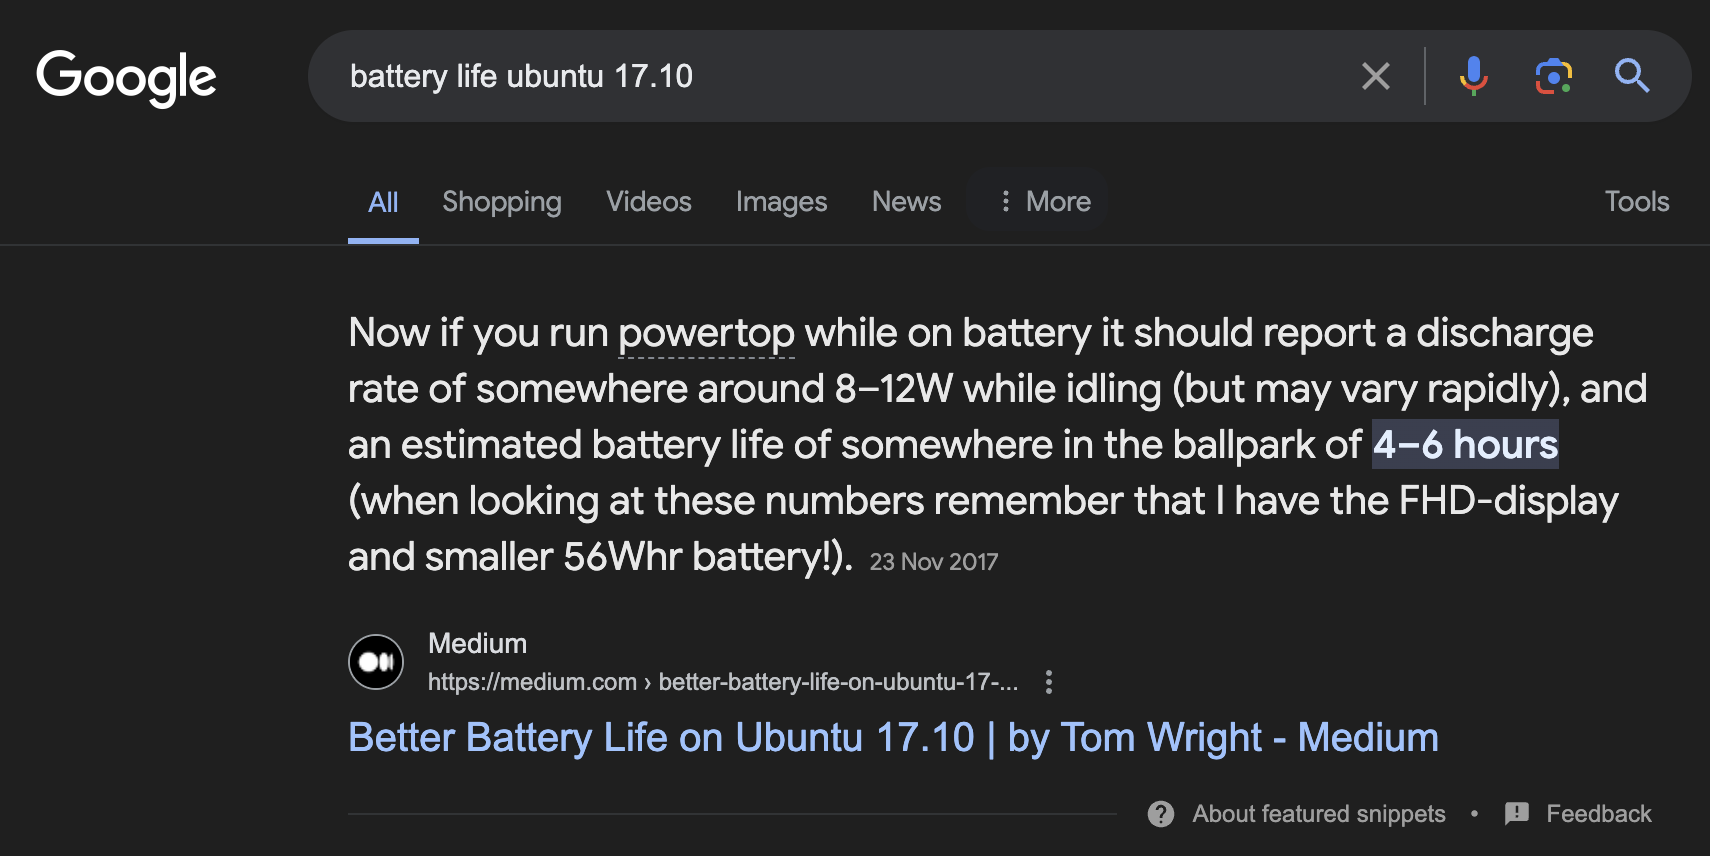 Google
battery life ubuntu 17.10
All Shopping Videos Images News More Tools
Now if you run powertop while on battery it should report a discharge
rate of somewhere around 8–12W while idling (but may vary rapidly), and
an estimated battery life of somewhere in the ballpark of 4–6 hours
(when looking at these numbers remember that I have the FHD-display
and smaller 56Whr battery!). 23 Nov 2017
Medium
https://medium.com › better-battery-life-on-ubuntu-17-...
Better Battery Life on Ubuntu 17.10 | by Tom Wright - Medium
About featured snippets • Feedback